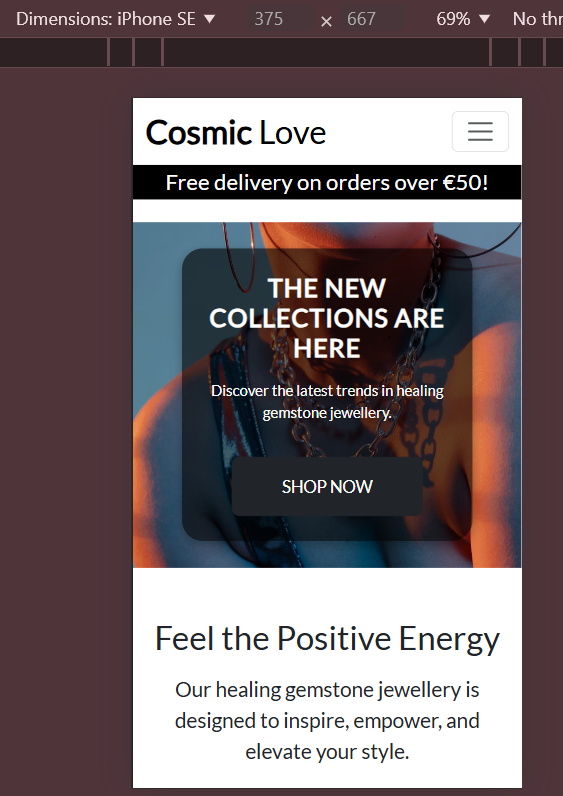 Dimensions: iPhone SE ▼ 375 × 667 69% ▼ No thr
Cosmic Love
Free delivery on orders over €50!
THE NEW
COLLECTIONS ARE
HERE
Discover the latest trends in healing
gemstone jewellery.
SHOP NOW
Feel the Positive Energy
Our healing gemstone jewellery is
designed to inspire, empower, and
elevate your style.